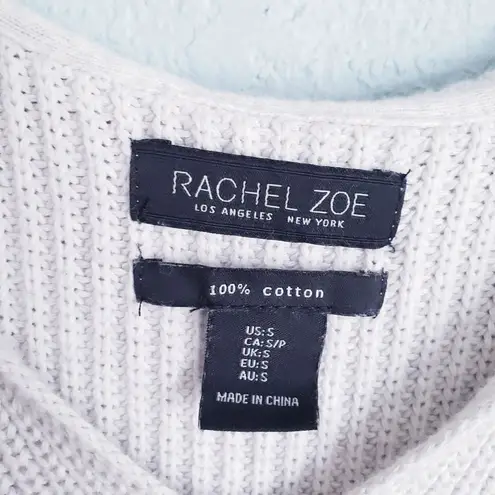 RACHEL ZOE
LOS ANGELES NEW YORK
100% cotton
US: S
CA: S/P
UK: S
EU: S
AU: S
MADE IN CHINA